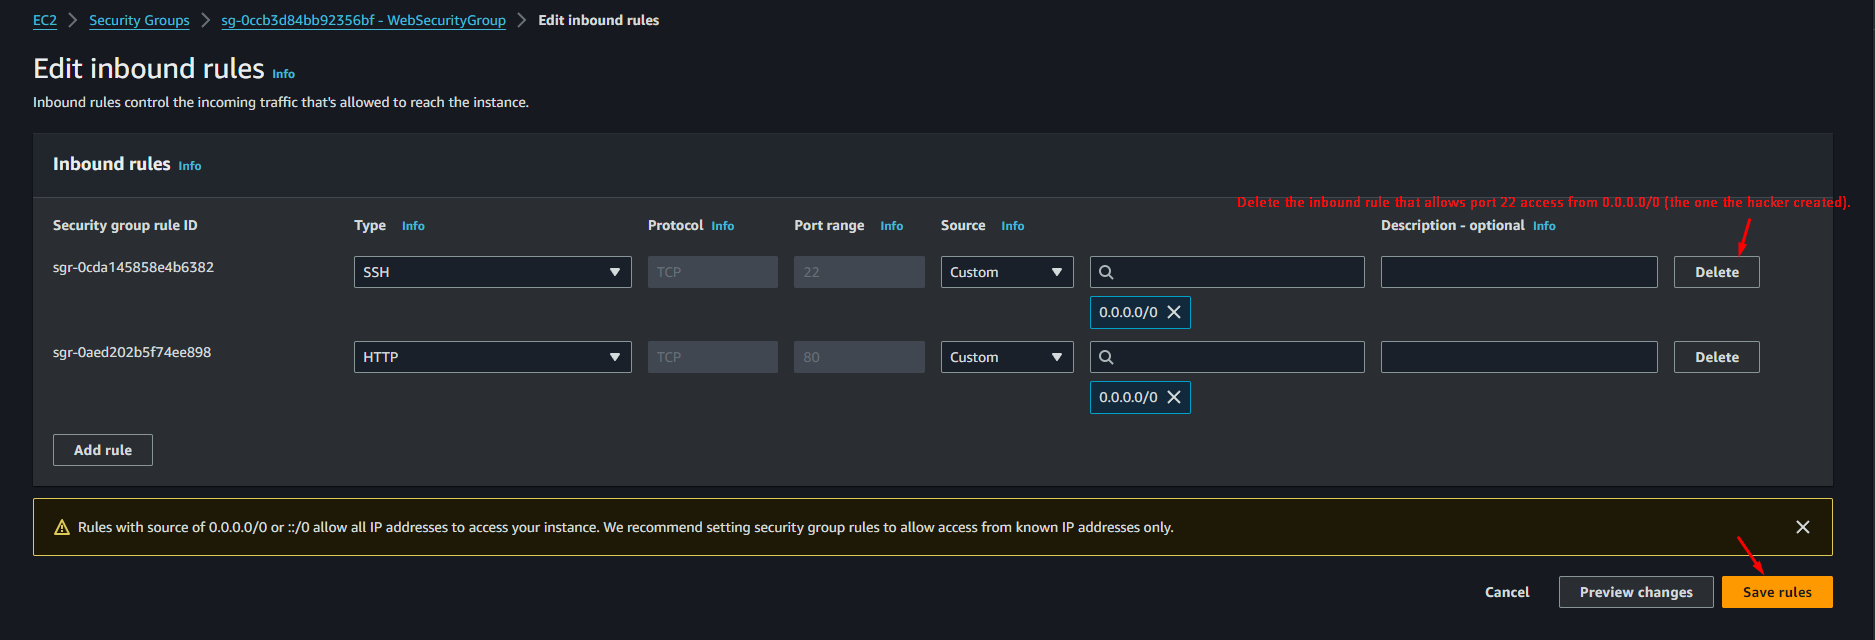 EC2 > Security Groups > sg-0ccb3d84bb92356bf - WebSecurityGroup > Edit inbound rules
Edit inbound rules Info
Inbound rules control the incoming traffic that's allowed to reach the instance.
Inbound rules Info
Delete the inbound rule that allows port 22 access from 0.0.0.0/0 (the one the hacker created).
Security group rule ID Type Info Protocol Info Port range Info Source Info Description - optional Info
sgr-0cda145858e4b6382 SSH TCP 22 Custom Delete
0.0.0.0/0
sgr-0aed202b5f74ee898 HTTP TCP 80 Custom Delete
0.0.0.0/0
Add rule
Rules with source of 0.0.0.0/0 or ::/0 allow all IP addresses to access your instance. We recommend setting security group rules to allow access from known IP addresses only.
Cancel Preview changes Save rules